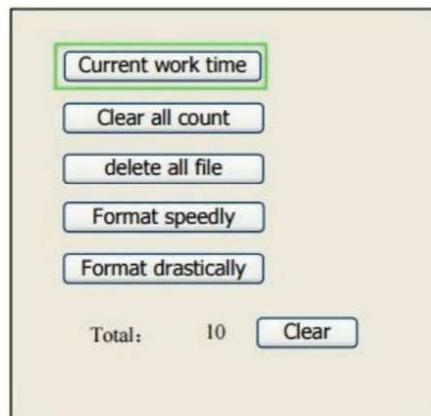 Current work time
Clear all count
delete all file
Format speedly
Format drastically
Total: 10 Clear